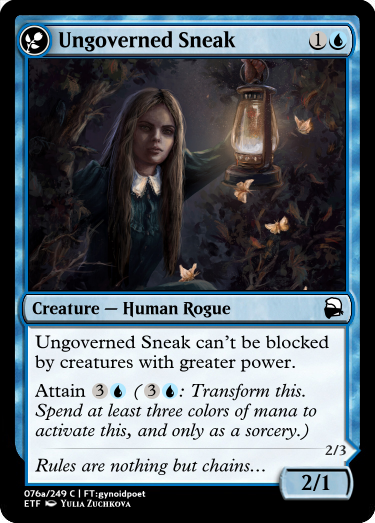 Ungoverned Sneak 1
Creature — Human Rogue
Ungoverned Sneak can't be blocked
by creatures with greater power.
Attain 3 ( 3 : Transform this.
Spend at least three colors of mana to
activate this, and only as a sorcery.)
2/3
Rules are nothing but chains…
2/1
076a/249 C | FT:gynoidpoet
ETF Yulia Zuchkova